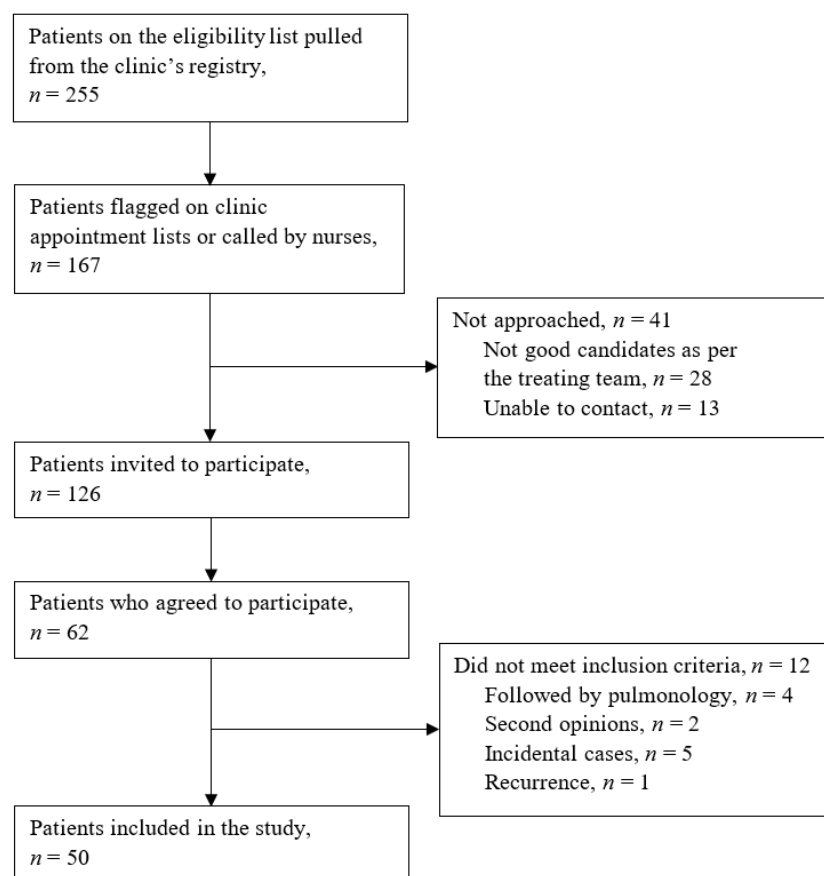 Patients on the eligibility list pulled
from the clinic’s registry,
n = 255
Patients flagged on clinic
appointment lists or called by nurses,
n = 167
Not approached, n = 41
Not good candidates as per
the treating team, n = 28
Unable to contact, n = 13
Patients invited to participate,
n = 126
Patients who agreed to participate,
n = 62
Did not meet inclusion criteria, n = 12
Followed by pulmonology, n = 4
Second opinions, n = 2
Incidental cases, n = 5
Recurrence, n = 1
Patients included in the study,
n = 50